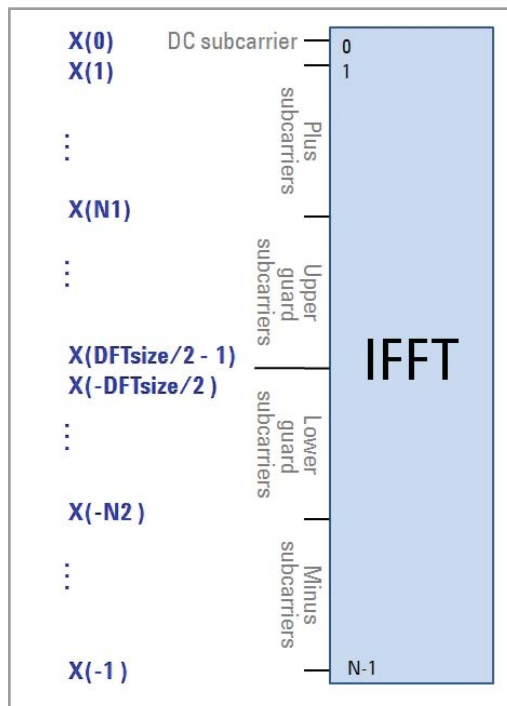 X(0) DC subcarrier 0
X(1) 1
⋮ Plus
subcarriers
X(N1)
⋮ Upper
guard
subcarriers
X(DFTsize/2 - 1)
IFFT
X(-DFTsize/2 )
⋮ Lower
guard
subcarriers
X(-N2)
⋮ Minus
subcarriers
X(-1) N-1